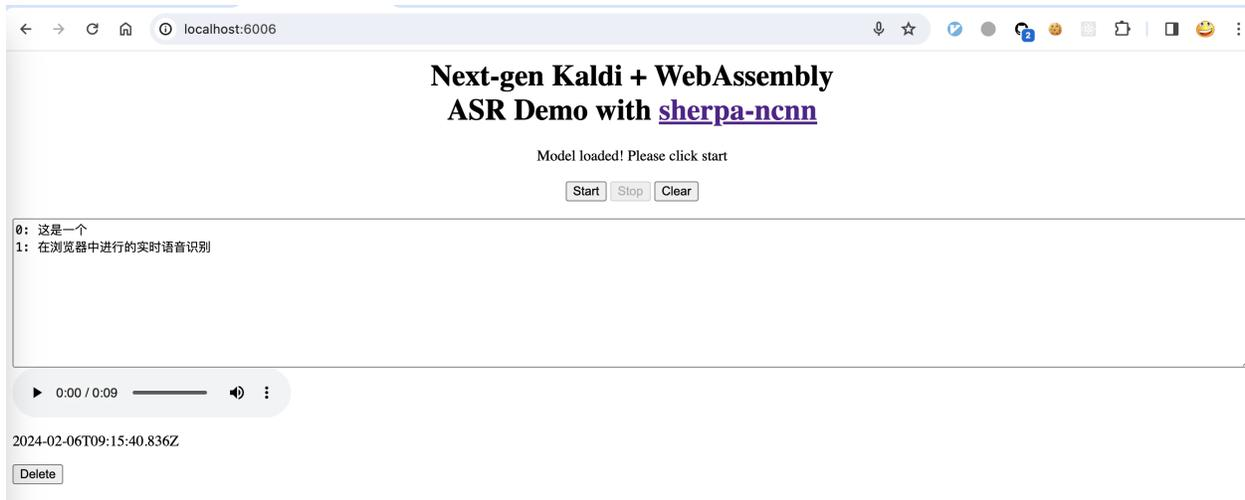 localhost:6006
2
Next-gen Kaldi + WebAssembly
ASR Demo with sherpa-ncnn
Model loaded! Please click start
Start Stop Clear
0: 这是一个
1: 在浏览器中进行的实时语音识别
0:00 / 0:09
2024-02-06T09:15:40.836Z
Delete